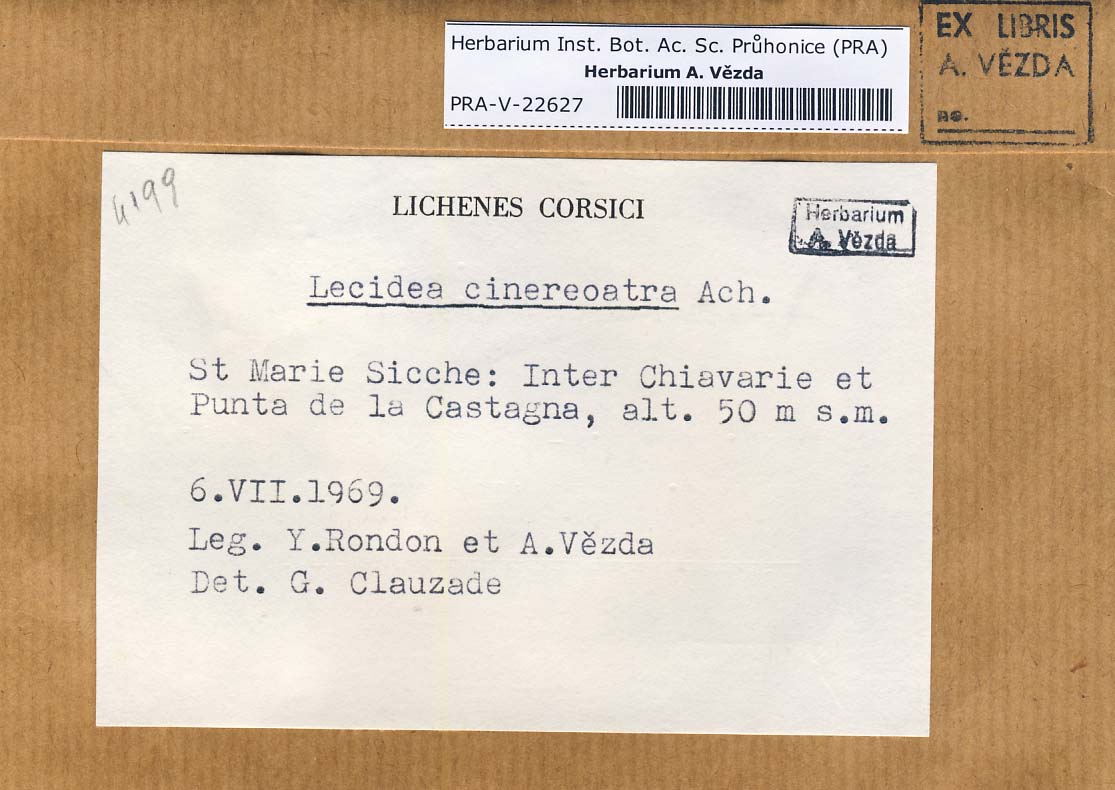 Herbarium Inst. Bot. Ac. Sc. Průhonice (PRA)
Herbarium A. Vězda
PRA-V-22627
EX LIBRIS
A. VĚZDA
no.
4199
LICHENES CORSICI
Herbarium
A. Vězda
Lecidea cinereoatra Ach.
St Marie Sicche: Inter Chiavarie et
Punta de la Castagna, alt. 50 m s.m.
6.VII.1969.
Leg. Y.Rondon et A.Vězda
Det. G. Clauzade